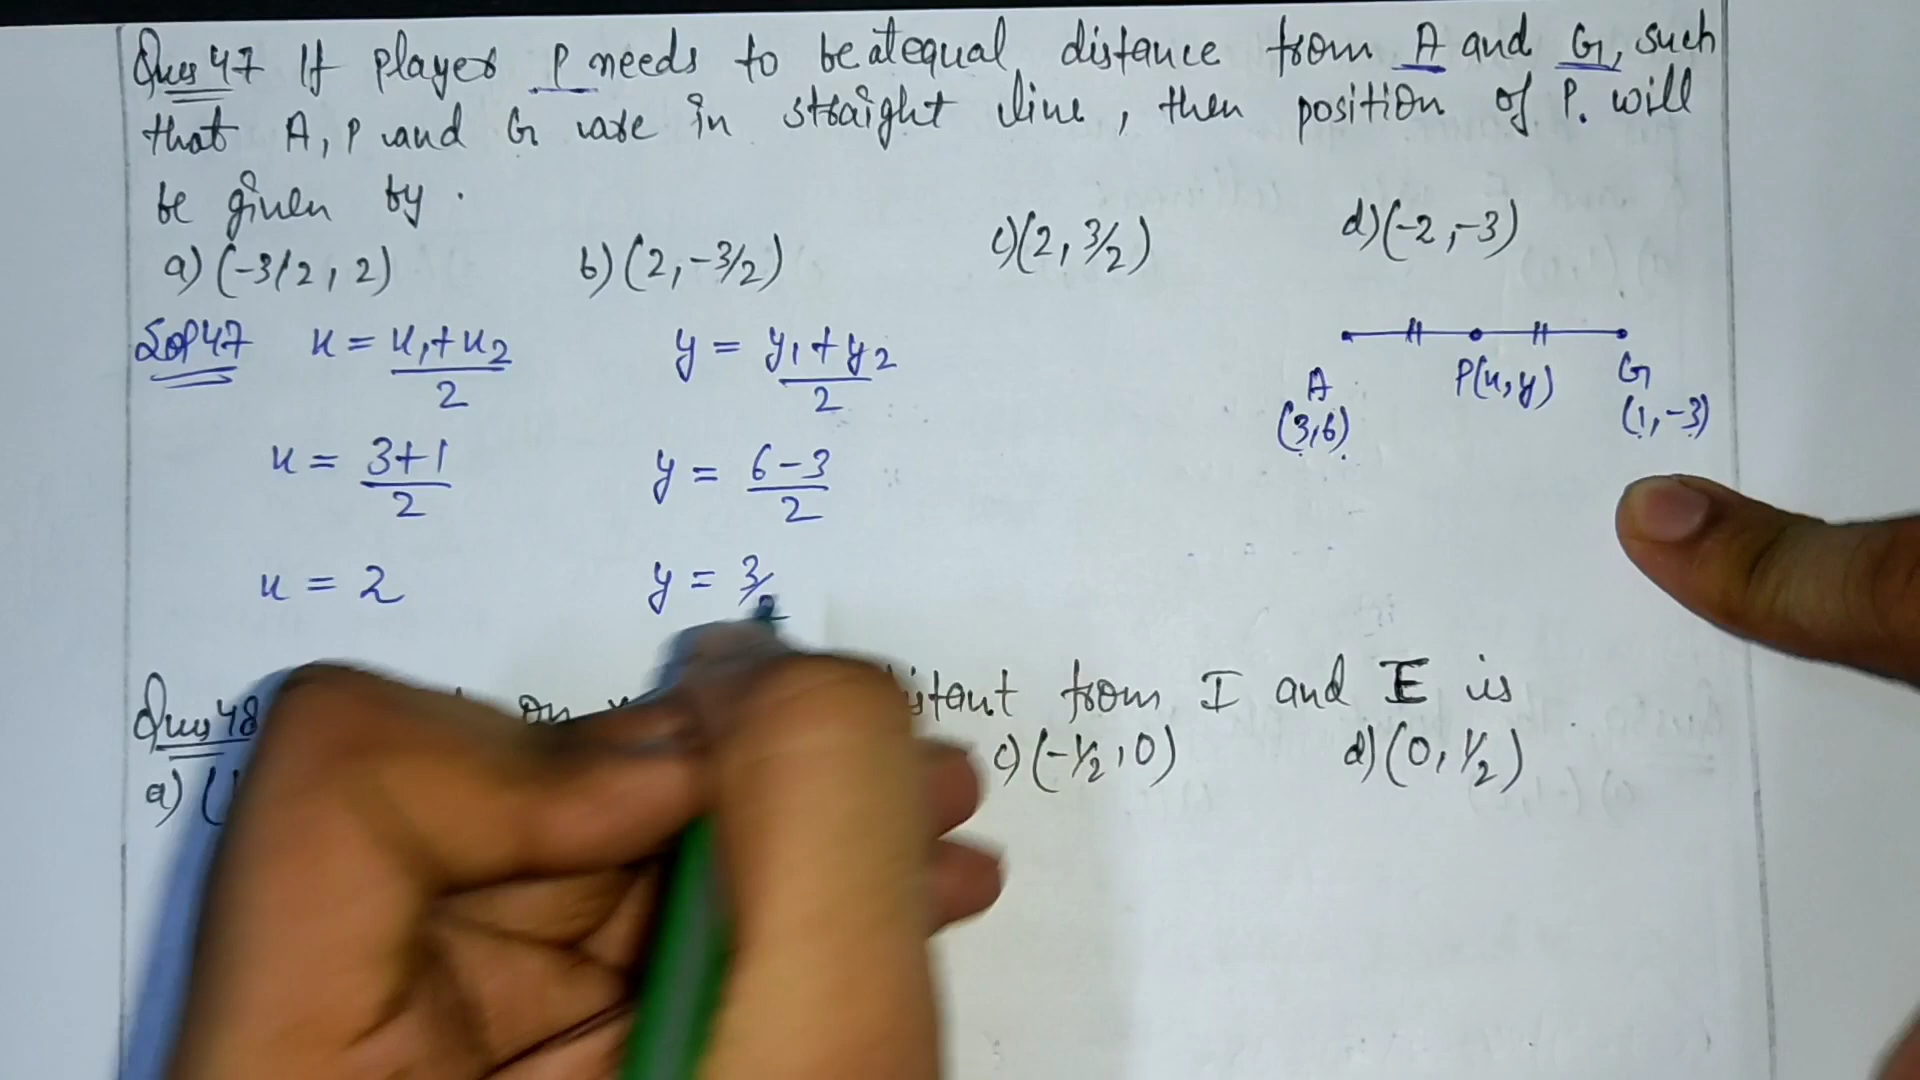 Ques 47 If player P needs to be at equal distance from A and G, such
that A, P and G are in straight line, then position of P. will
be given by.
a) (-3/2, 2) b) (2, -3/2) c) (2, 3/2) d) (-2, -3)
Sol 47 x = x₁+x₂/2 y = y₁+y₂/2
A P(x,y) G
(3,6) (1,-3)
x = 3+1/2 y = 6-3/2
x = 2 y = 3/2
Ques 48 on from I and E is
a) ( c) (-1/2, 0) d) (0, 1/2)